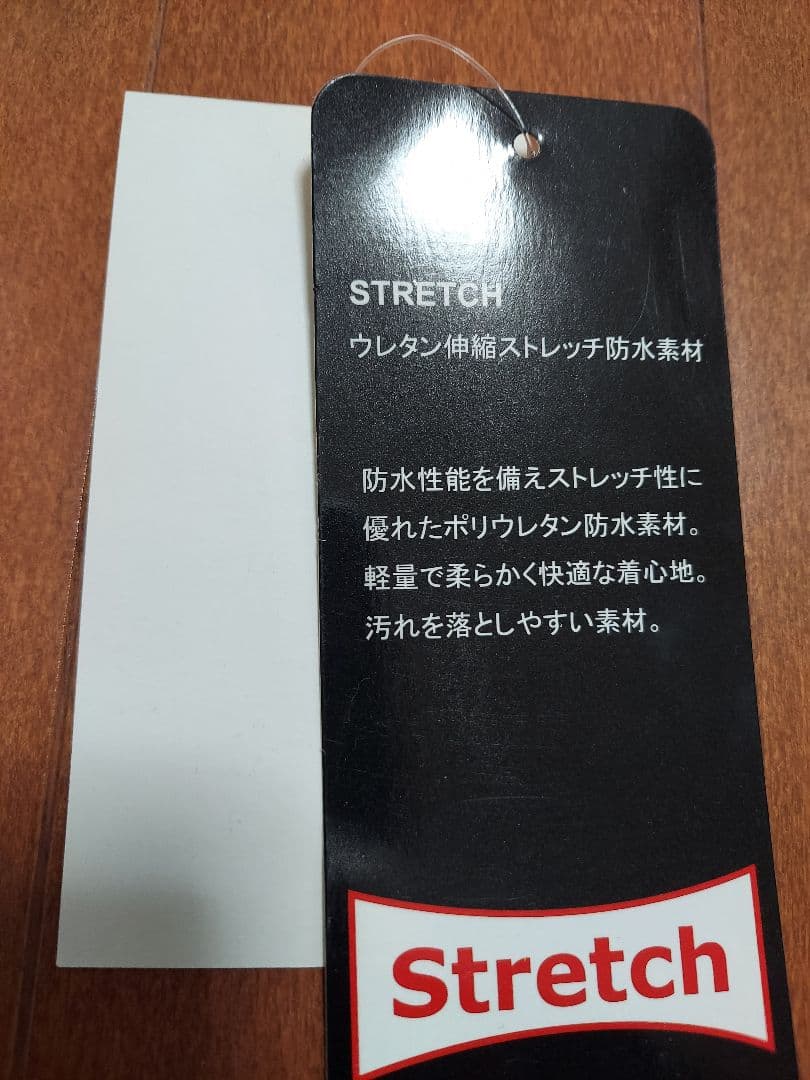 STRETCH
ウレタン伸縮ストレッチ防水素材
防水性能を備えストレッチ性に
優れたポリウレタン防水素材。
軽量で柔らかく快適な着心地。
汚れを落としやすい素材。
Stretch